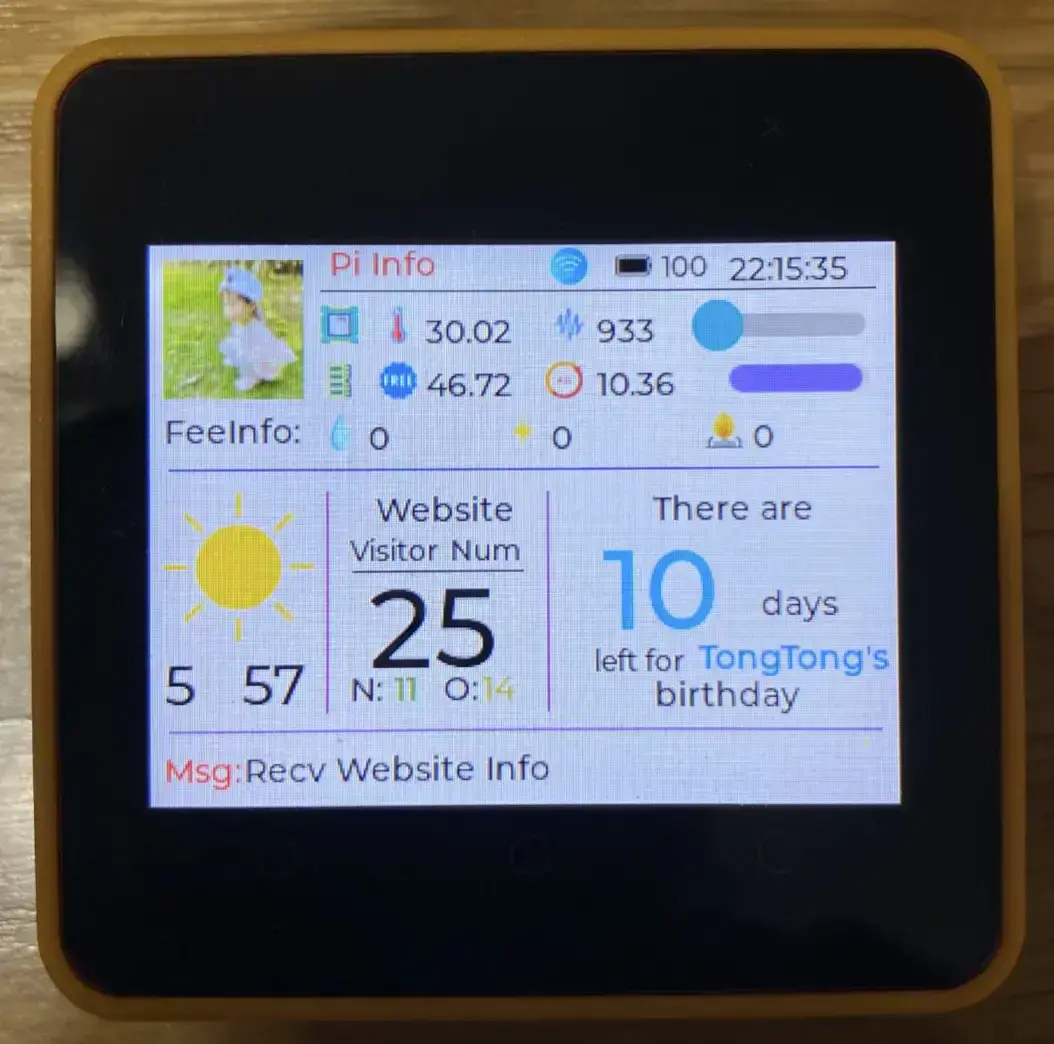 Pi Info 100 22:15:35
30.02 933
FREE 46.72 10.36
FeeInfo: 0 0 0
Website
Visitor Num
25
N: 11 O:14
5 57
There are
10 days
left for TongTong's
birthday
Msg:Recv Website Info